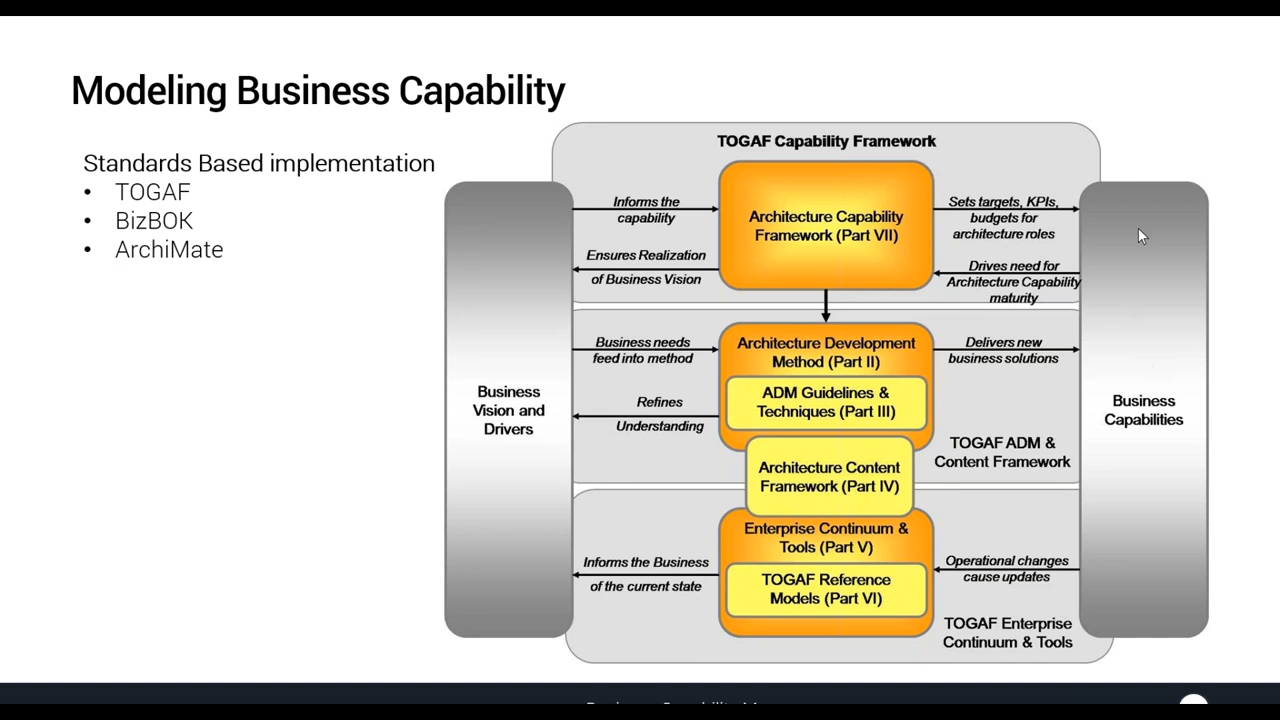 Modeling Business Capability
Standards Based implementation
• TOGAF
• BizBOK
• ArchiMate
TOGAF Capability Framework
Informs the
capability
Ensures Realization
of Business Vision
Architecture Capability
Framework (Part VII)
Sets targets, KPIs,
budgets for
architecture roles
Drives need for
Architecture Capability
maturity
Business
Vision and
Drivers
Business needs
feed into method
Refines
Understanding
Architecture Development
Method (Part II)
ADM Guidelines &
Techniques (Part III)
Delivers new
business solutions
TOGAF ADM &
Content Framework
Architecture Content
Framework (Part IV)
Business
Capabilities
Informs the Business
of the current state
Enterprise Continuum &
Tools (Part V)
TOGAF Reference
Models (Part VI)
Operational changes
cause updates
TOGAF Enterprise
Continuum & Tools